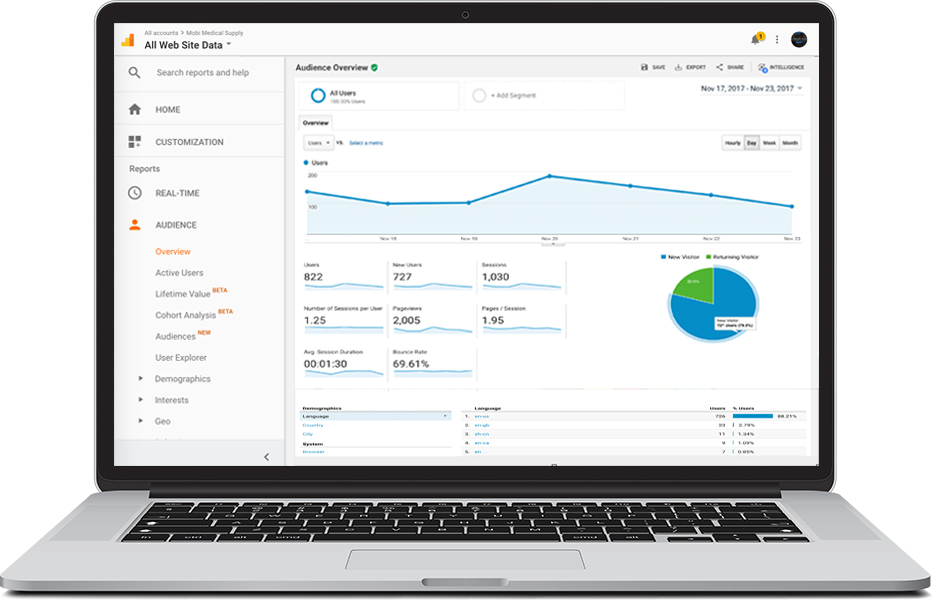 All accounts > Mobi Medical Supply
All Web Site Data
1
Search reports and help
HOME
CUSTOMIZATION
Reports
REAL-TIME
AUDIENCE
Overview
Active Users
Lifetime Value BETA
Cohort Analysis BETA
Audiences NEW
User Explorer
Demographics
Interests
Geo
Audience Overview
SAVE EXPORT SHARE INTELLIGENCE
All Users
100.00% Users
+ Add Segment
Nov 17, 2017 - Nov 23, 2017
Overview
Users VS. Select a metric
Hourly Day Week Month
Users
200
100
... Nov 18 Nov 19 Nov 20 Nov 21 Nov 22 Nov 23
New Visitor Returning Visitor
Users New Users Sessions
822 727 1,030
Number of Sessions per User Pageviews Pages / Session
1.25 2,005 1.95
Avg. Session Duration Bounce Rate
00:01:30 69.61%
New Visitor
Demographics
Language
Country
City
System
Browser
Language Users % Users
1. en-us 726 88.21%
2. en-gb 23 2.79%
3. zh-cn 11 1.34%
4. en-ca 9 1.09%
5. en 7 0.85%
fn ctrl alt cmd cmd alt